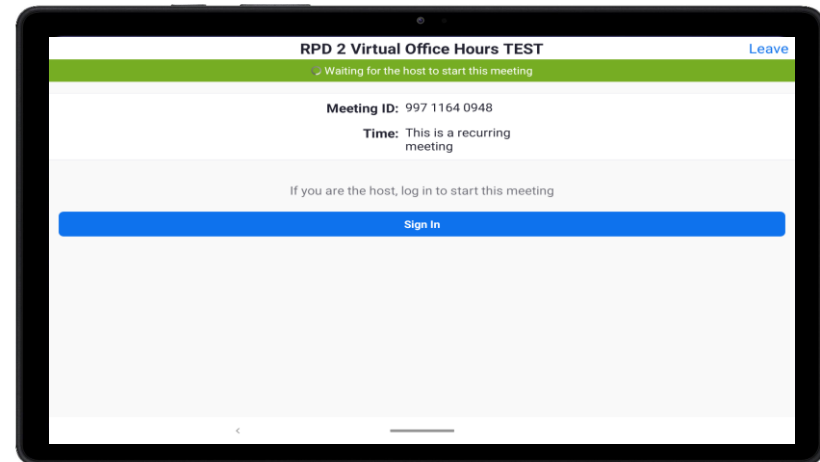 RPD 2 Virtual Office Hours TEST
Leave
Waiting for the host to start this meeting
Meeting ID: 997 1164 0948
Time: This is a recurring
meeting
If you are the host, log in to start this meeting
Sign In